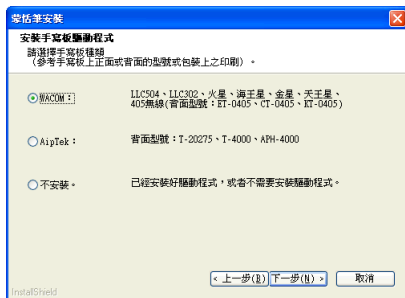 蒙恬筆安裝
安裝手寫板驅動程式
請選擇手寫板種類
（參考手寫板上正面或背面的型號或包裝上之印刷）。
WACOM：
LLC504、LLC302、火星、海王星、金星、天王星、
405無線(背面型號：ET-0405、CT-0405、KT-0405)
AipTek：
背面型號：T-20275、T-4000、APH-4000
不安裝。
已經安裝好驅動程式，或者不需要安裝驅動程式。
InstallShield
< 上一步(B)
下一步(N) >
取消